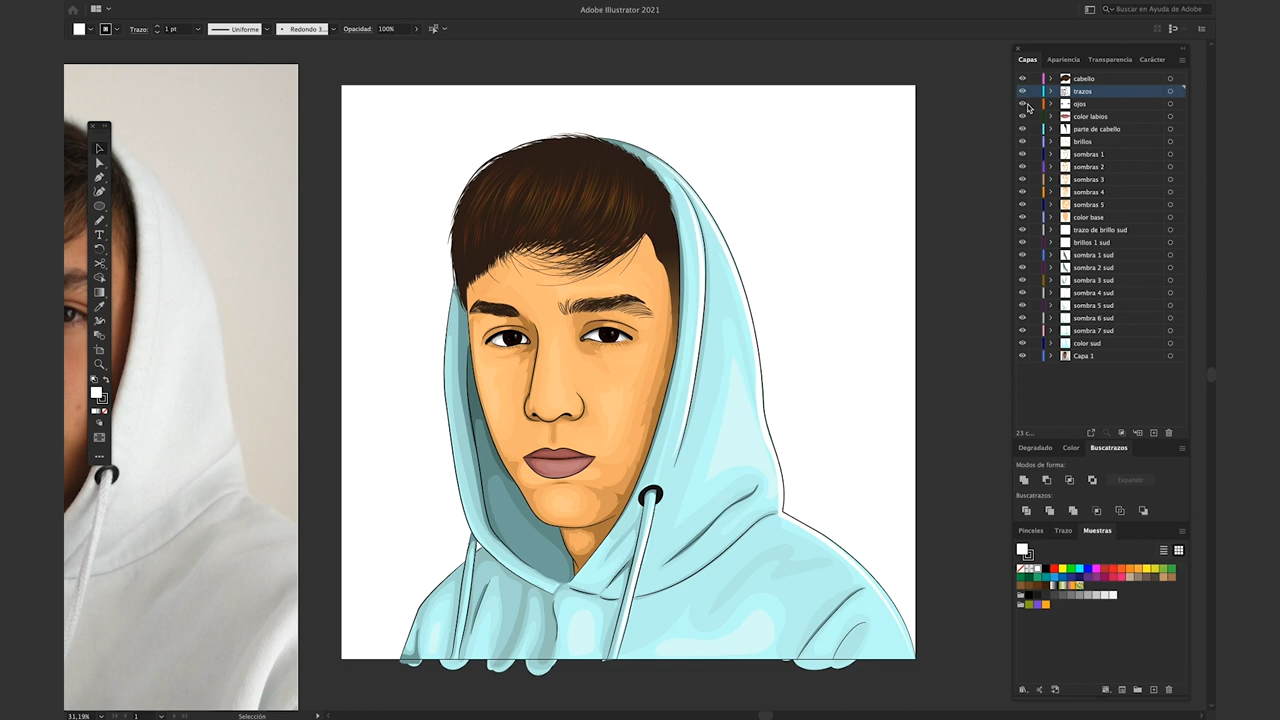 Adobe Illustrator 2021
Buscar en Ayuda de Adobe
Trazo: 1 pt Uniforme Redondo 3... Opacidad: 100%
Capas Apariencia Transparencia Carácter
cabello
trazos
ojos
color labios
parte de cabello
brillos
sombras 1
sombras 2
sombras 3
sombras 4
sombras 5
color base
trazo de brillo sud
brillos 1 sud
sombra 1 sud
sombra 2 sud
sombra 3 sud
sombra 4 sud
sombra 5 sud
sombra 6 sud
sombra 7 sud
color sud
Capa 1
23 c...
Degradado Color Buscatrazos
Modos de forma:
Expandir
Buscatrazos:
Pinceles Trazo Muestras
31,19% 1 Selección